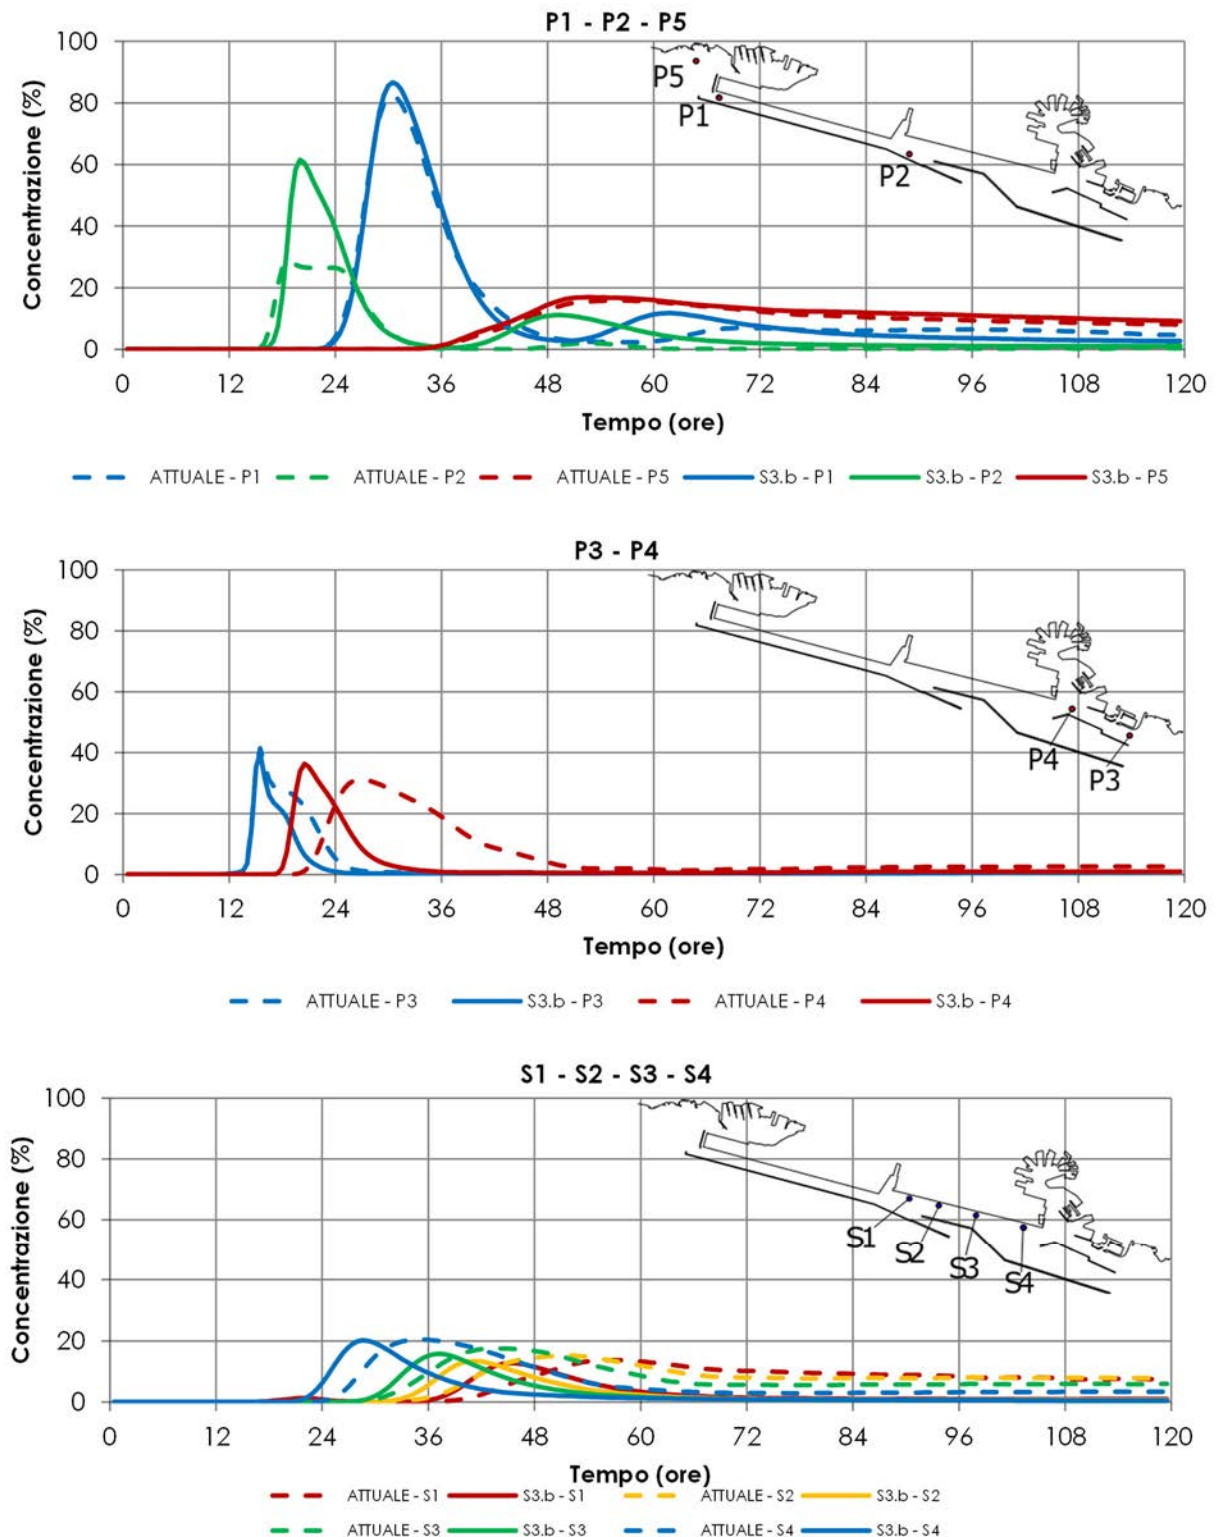 P1 - P2 - P5
Concentrazione (%)
100
80
60
40
20
0
P5
P1
P2
0 12 24 36 48 60 72 84 96 108 120
Tempo (ore)
ATTUALE - P1 ATTUALE - P2 ATTUALE - P5 S3.b - P1 S3.b - P2 S3.b - P5
P3 - P4
Concentrazione (%)
100
80
60
40
20
0
P4
P3
0 12 24 36 48 60 72 84 96 108 120
Tempo (ore)
ATTUALE - P3 S3.b - P3 ATTUALE - P4 S3.b - P4
S1 - S2 - S3 - S4
Concentrazione (%)
100
80
60
40
20
0
S1
S2
S3
S4
0 12 24 36 48 60 72 84 96 108 120
Tempo (ore)
ATTUALE - S1 S3.b - S1 ATTUALE - S2 S3.b - S2
ATTUALE - S3 S3.b - S3 ATTUALE - S4 S3.b - S4